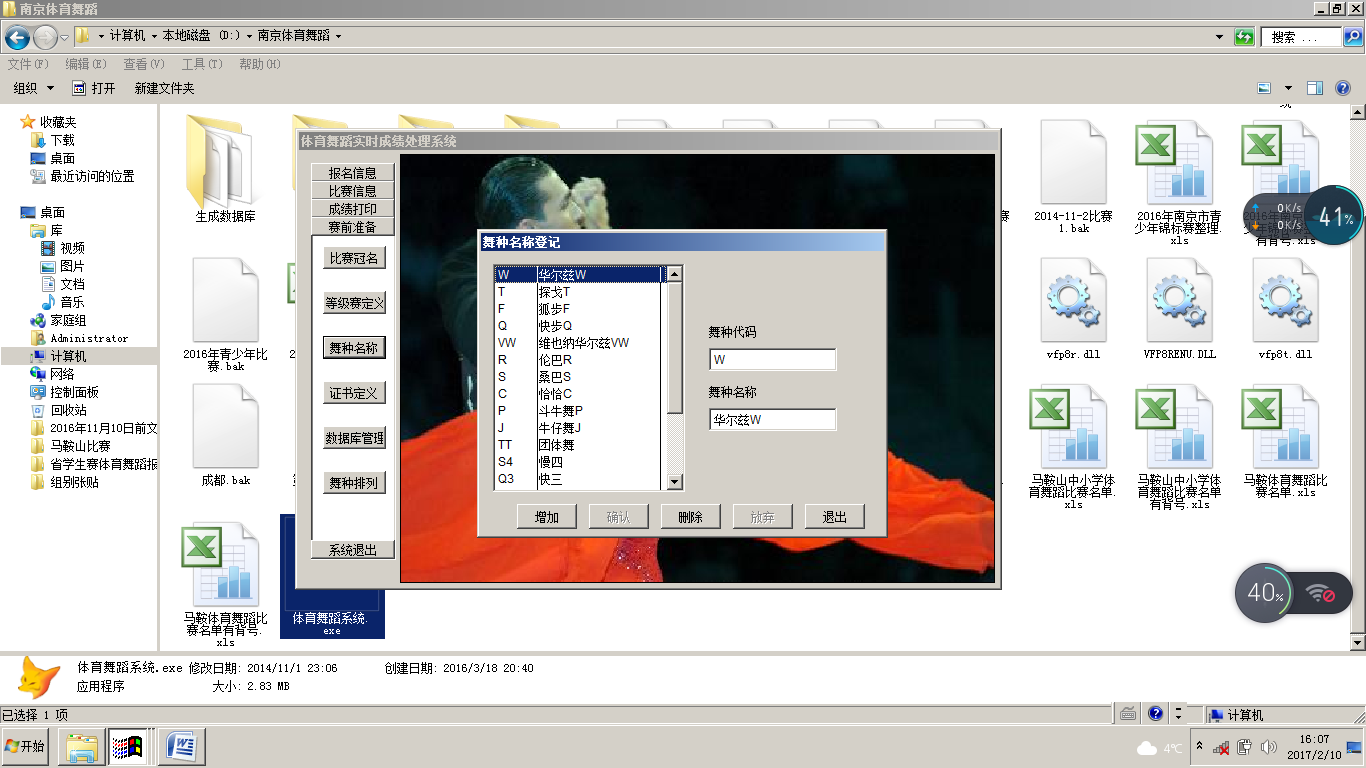 南京体育舞蹈
计算机 本地磁盘 (D:) 南京体育舞蹈
搜索 ...
文件(F) 编辑(E) 查看(V) 工具(T) 帮助(H)
组织 打开 新建文件夹
收藏夹
下载
桌面
最近访问的位置
桌面
库
视频
图片
文档
音乐
家庭组
Administrator
计算机
网络
控制面板
回收站
2016年11月10日前文
马鞍山比赛
省学生赛体育舞蹈报
组别张贴
生成数据库
2014-11-2比赛
1.bak
2016年南京市青
少年锦标赛整理.
xls
有背号.xls
2016年青少年比
赛.bak
vfp8r.dll
VFP8RENU.DLL
vfp8t.dll
成都.bak
马鞍山中小学体
育舞蹈比赛名单.
xls
马鞍山中小学体
育舞蹈比赛名单
有背号.xls
马鞍山体育舞蹈比
赛名单.xls
马鞍体育舞蹈比
赛名单有背号.
xls
体育舞蹈系统.
exe
体育舞蹈实时成绩处理系统
报名信息
比赛信息
成绩打印
赛前准备
比赛冠名
等级赛定义
舞种名称
证书定义
数据库管理
舞种排列
系统退出
舞种名称登记
W 华尔兹W
T 探戈T
F 狐步F
Q 快步Q
VW 维也纳华尔兹VW
R 伦巴R
S 桑巴S
C 恰恰C
P 斗牛舞P
J 牛仔舞J
TT 团体舞
S4 慢四
Q3 快三
舞种代码
W
舞种名称
华尔兹W
增加 确认 删除 放弃 退出
0K/s
0K/s
41%
40%
体育舞蹈系统.exe 修改日期: 2014/11/1 23:06 创建日期: 2016/3/18 20:40
应用程序 大小: 2.83 MB
已选择 1 项
计算机
开始
4℃
16:07
2017/2/10